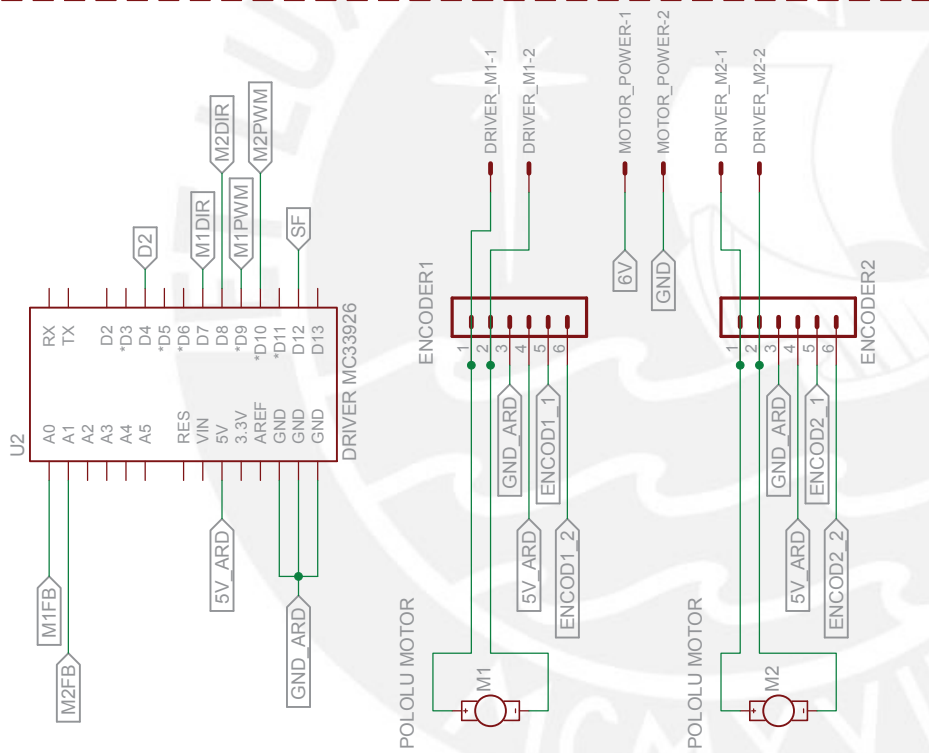 U2
DRIVER MC33926
A0
A1
A2
A3
A4
A5
RES
VIN
5V
3.3V
AREF
GND
GND
GND
RX
TX
D2
*D3
D4
*D5
*D6
D7
D8
*D9
*D10
*D11
D12
D13
M1FB
M2FB
5V_ARD
GND_ARD
D2
M1DIR
M2DIR
M1PWM
M2PWM
SF
POLOLU MOTOR
M1
+
-
ENCODER1
1
2
3
4
5
6
GND_ARD
5V_ARD
ENCOD1_1
ENCOD1_2
DRIVER_M1-1
DRIVER_M1-2
6V
GND
MOTOR_POWER-1
MOTOR_POWER-2
POLOLU MOTOR
M2
+
-
ENCODER2
1
2
3
4
5
6
GND_ARD
5V_ARD
ENCOD2_1
ENCOD2_2
DRIVER_M2-1
DRIVER_M2-2